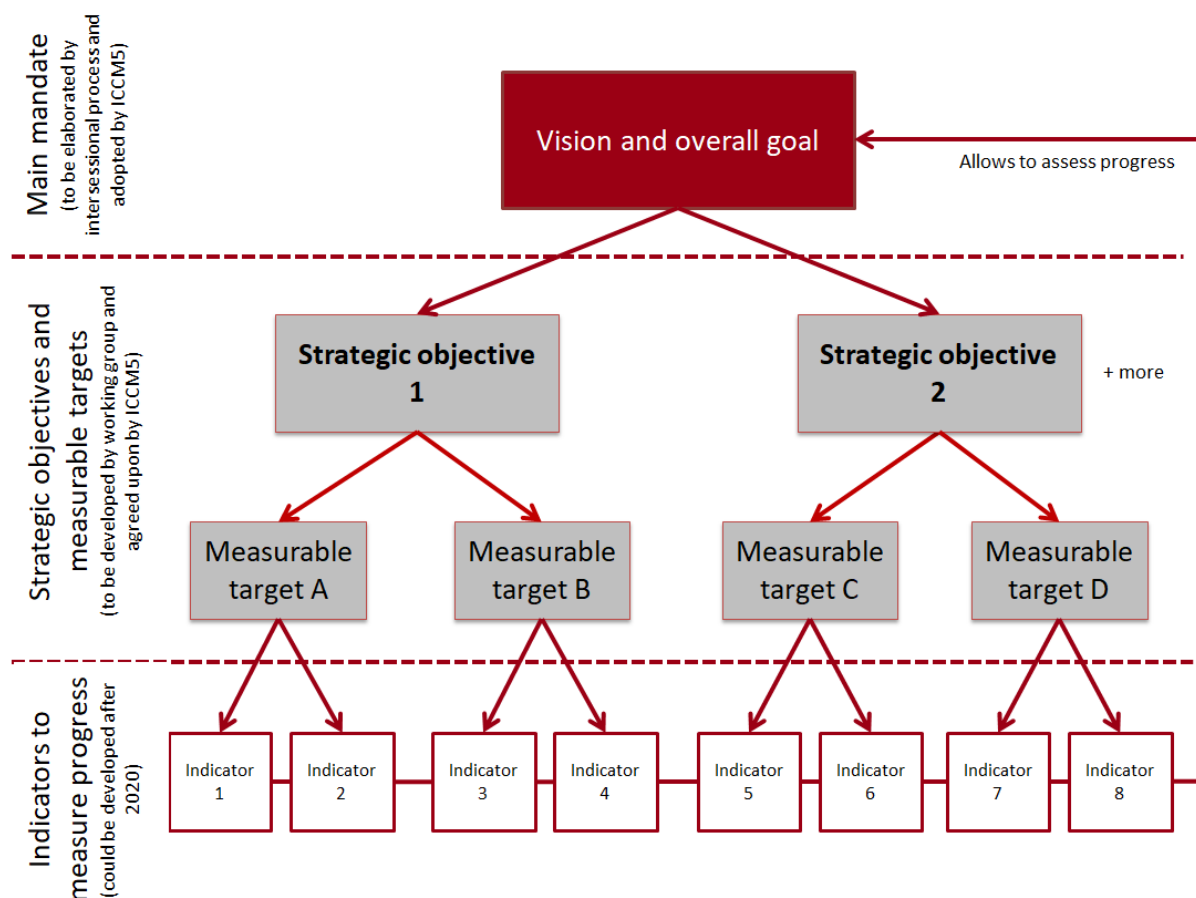 Main mandate
(to be elaborated by
intersessional process and
adopted by ICCM5)
Vision and overall goal
Allows to assess progress
Strategic objectives and
measurable targets
(to be developed by working group and
agreed upon by ICCM5)
Strategic objective
1
Strategic objective
2
+ more
Measurable
target A
Measurable
target B
Measurable
target C
Measurable
target D
Indicators to
measure progress
(could be developed after
2020)
Indicator
1
Indicator
2
Indicator
3
Indicator
4
Indicator
5
Indicator
6
Indicator
7
Indicator
8